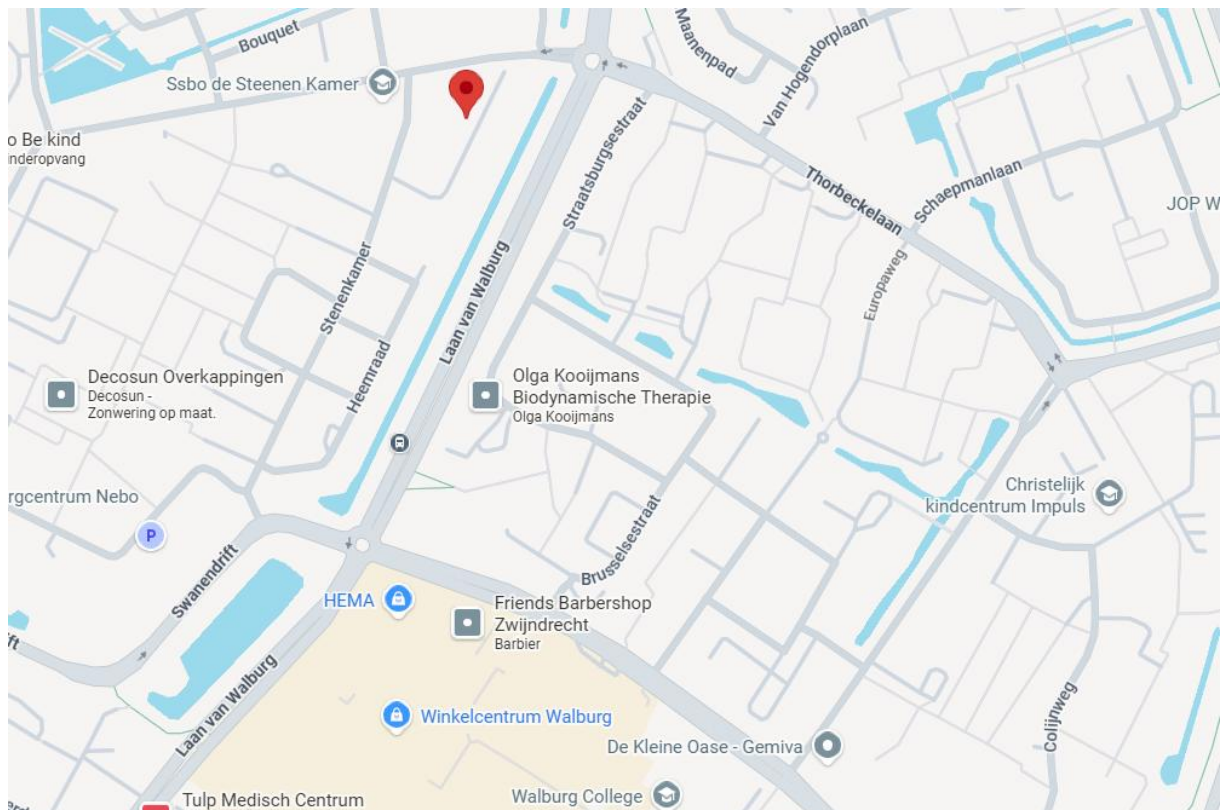 Bouquet
Maanenpad
Van Hogendorplaan
Ssbo de Steenen Kamer
o Be kind
nderopvang
Straatsburgsestraat
Thorbeckelaan
Schaepmanlaan
JOP W
Stenenkamer
Laan van Walburg
Europaweg
Heemraad
Decosun Overkappingen
Decosun -
Zonwering op maat.
Olga Kooijmans
Biodynamische Therapie
Olga Kooijmans
rgcentrum Nebo
P
Christelijk
kindcentrum Impuls
Swanendrift
Brusselsestraat
HEMA
Friends Barbershop
Zwijndrecht
Barbier
ift
Laan van Walburg
Winkelcentrum Walburg
Colijnweg
De Kleine Oase - Gemiva
Tulp Medisch Centrum
Walburg College